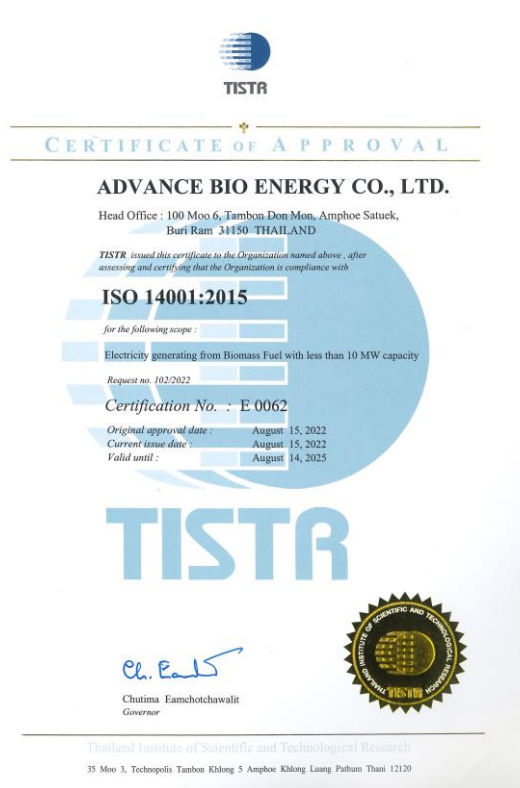 TISTR
CERTIFICATE OF APPROVAL
ADVANCE BIO ENERGY CO., LTD.
Head Office : 100 Moo 6, Tambon Don Mon, Amphoe Satuek,
Buri Ram 31150 THAILAND
TISTR issued this certificate to the Organization named above , after
assessing and certifying that the Organization is compliance with
ISO 14001:2015
for the following scope :
Electricity generating from Biomass Fuel with less than 10 MW capacity
Request no. 102/2022
Certification No. : E 0062
Original approval date : August 15, 2022
Current issue date : August 15, 2022
Valid until : August 14, 2025
TISTR
THAILAND INSTITUTE OF SCIENTIFIC AND TECHNOLOGICAL RESEARCH
TISTR
Chutima Eamchotchawalit
Governor
Thailand Institute of Scientific and Technological Research
35 Moo 3, Technopolis Tambon Khlong 5 Amphoe Khlong Luang Pathum Thani 12120